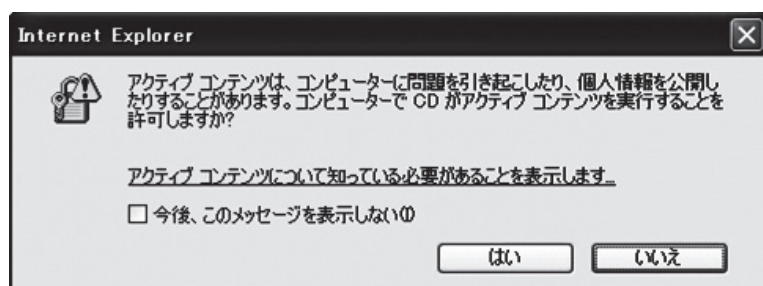 Internet Explorer
アクティブ コンテンツは、コンピューターに問題を引き起こしたり、個人情報を公開し
たりすることがあります。コンピューターで CD がアクティブ コンテンツを実行することを
許可しますか?
アクティブ コンテンツについて知っている必要があることを表示します...
今後、このメッセージを表示しない(I)
はい
いいえ